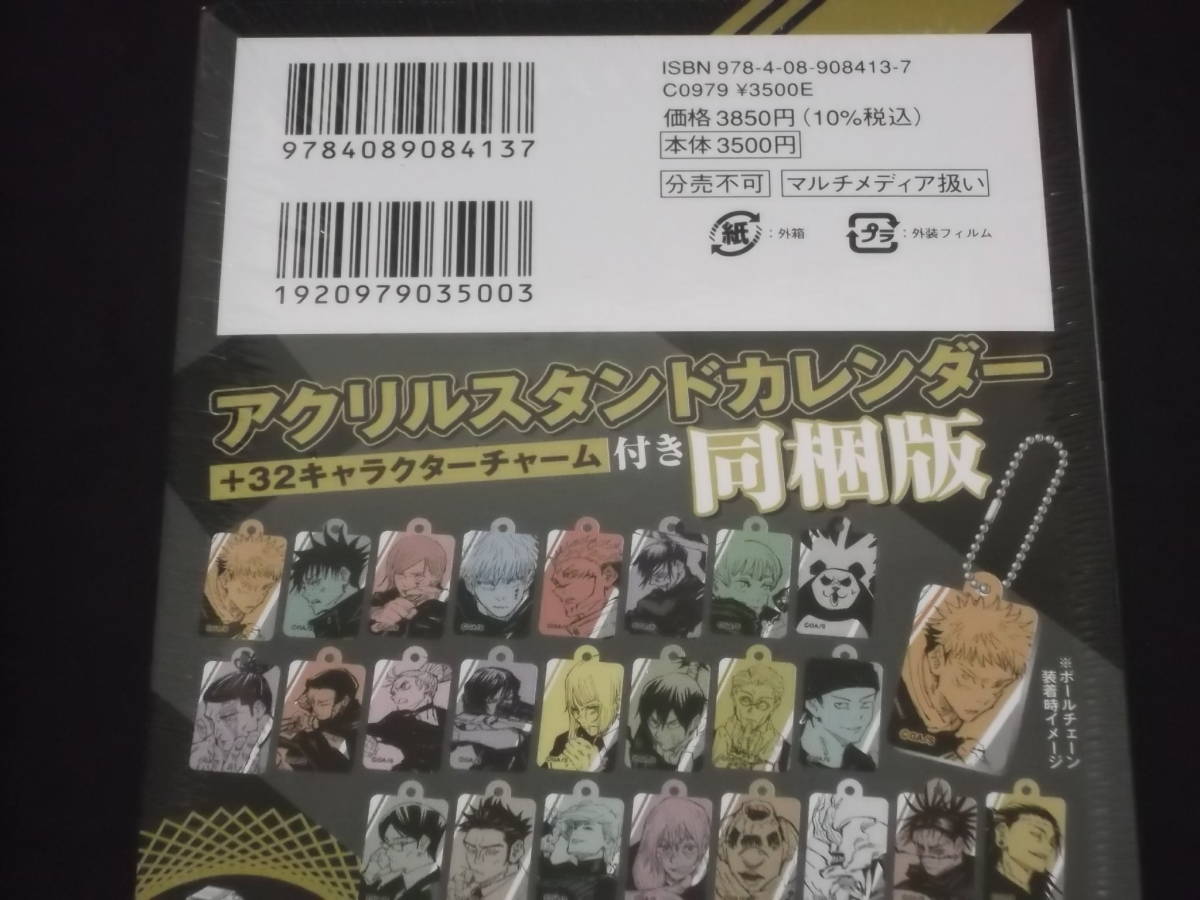 9784089084137
1920979035003
ISBN 978-4-08-908413-7
C0979 ¥3500E
価格 3850円(10%税込)
本体 3500円
分売不可 マルチメディア扱い
紙 :外箱 プラ :外装フィルム
アクリルスタンドカレンダー
+32キャラクターチャーム 付き 同梱版
※ボールチェーン
装着時イメージ